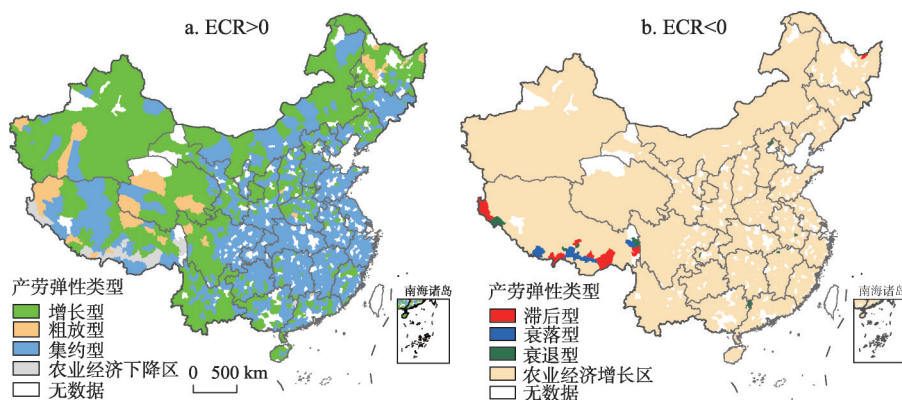 a. ECR>0
产劳弹性类型
增长型
粗放型
集约型
农业经济下降区
无数据
0 500 km
南海诸岛
b. ECR<0
产劳弹性类型
滞后型
衰落型
衰退型
农业经济增长区
无数据
南海诸岛